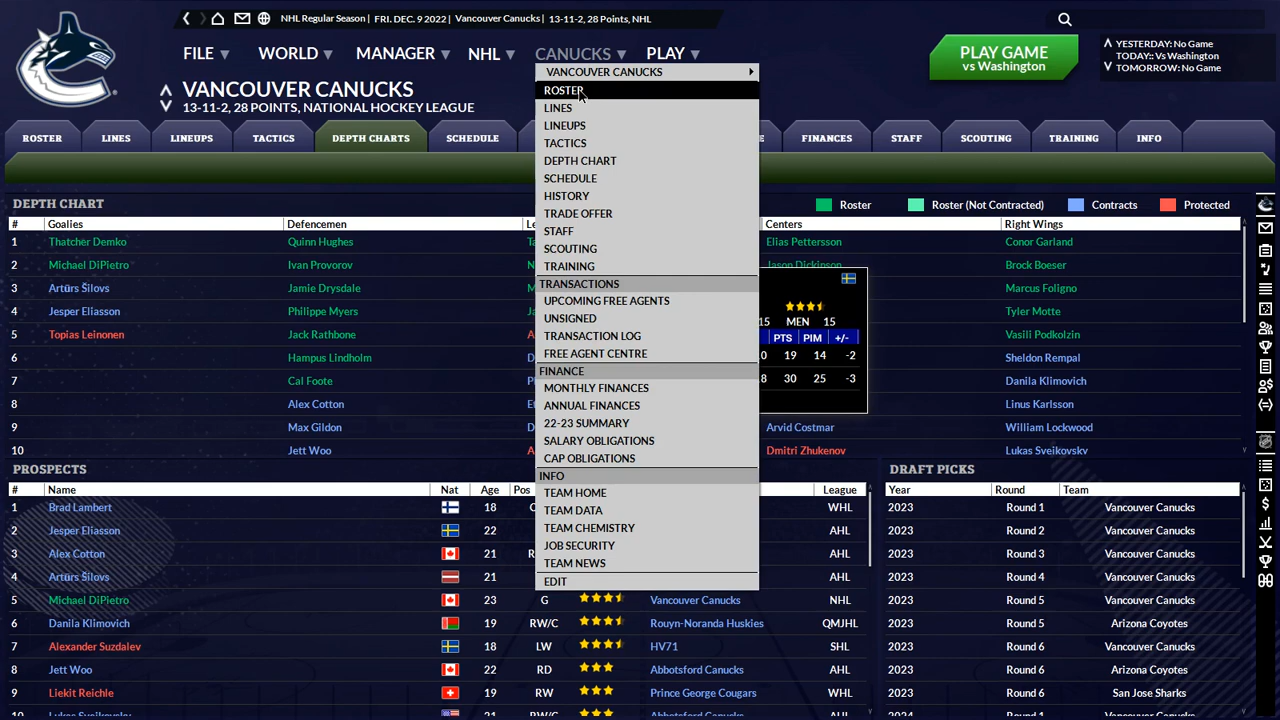 NHL Regular Season | FRI. DEC. 9 2022 | Vancouver Canucks | 13-11-2, 28 Points, NHL
FILE WORLD MANAGER NHL CANUCKS PLAY
PLAY GAME
vs Washington
YESTERDAY: No Game
TODAY:: Vs Washington
TOMORROW: No Game
VANCOUVER CANUCKS
13-11-2, 28 POINTS, NATIONAL HOCKEY LEAGUE
ROSTER LINES LINEUPS TACTICS DEPTH CHARTS SCHEDULE FINANCES STAFF SCOUTING TRAINING INFO
VANCOUVER CANUCKS
ROSTER
LINES
LINEUPS
TACTICS
DEPTH CHART
SCHEDULE
HISTORY
TRADE OFFER
STAFF
SCOUTING
TRAINING
TRANSACTIONS
UPCOMING FREE AGENTS
UNSIGNED
TRANSACTION LOG
FREE AGENT CENTRE
FINANCE
MONTHLY FINANCES
ANNUAL FINANCES
22-23 SUMMARY
SALARY OBLIGATIONS
CAP OBLIGATIONS
INFO
TEAM HOME
TEAM DATA
TEAM CHEMISTRY
JOB SECURITY
TEAM NEWS
EDIT
DEPTH CHART Roster Roster (Not Contracted) Contracts Protected
# Goalies Defencemen Centers Right Wings
1 Thatcher Demko Quinn Hughes Elias Pettersson Conor Garland
2 Michael DiPietro Ivan Provorov Jason Dickinson Brock Boeser
3 Artūrs Šilovs Jamie Drysdale Marcus Foligno
4 Jesper Eliasson Philippe Myers Tyler Motte
5 Topias Leinonen Jack Rathbone Vasili Podkolzin
6 Hampus Lindholm Sheldon Rempal
7 Cal Foote Danila Klimovich
8 Alex Cotton Linus Karlsson
9 Max Gildon Arvid Costmar William Lockwood
10 Jett Woo Dmitri Zhukenov Lukas Sveikovsky
15 MEN 15
PTS PIM +/-
0 19 14 -2
8 30 25 -3
PROSPECTS
# Name Nat Age Pos League
1 Brad Lambert 18 WHL
2 Jesper Eliasson 22 AHL
3 Alex Cotton 21 AHL
4 Artūrs Šilovs 21 AHL
5 Michael DiPietro 23 G Vancouver Canucks NHL
6 Danila Klimovich 19 RW/C Rouyn-Noranda Huskies QMJHL
7 Alexander Suzdalev 18 LW HV71 SHL
8 Jett Woo 22 RD Abbotsford Canucks AHL
9 Liekit Reichle 19 RW Prince George Cougars WHL
DRAFT PICKS
Year Round Team
2023 Round 1 Vancouver Canucks
2023 Round 2 Vancouver Canucks
2023 Round 3 Vancouver Canucks
2023 Round 4 Vancouver Canucks
2023 Round 5 Vancouver Canucks
2023 Round 5 Arizona Coyotes
2023 Round 6 Vancouver Canucks
2023 Round 6 Arizona Coyotes
2023 Round 6 San Jose Sharks